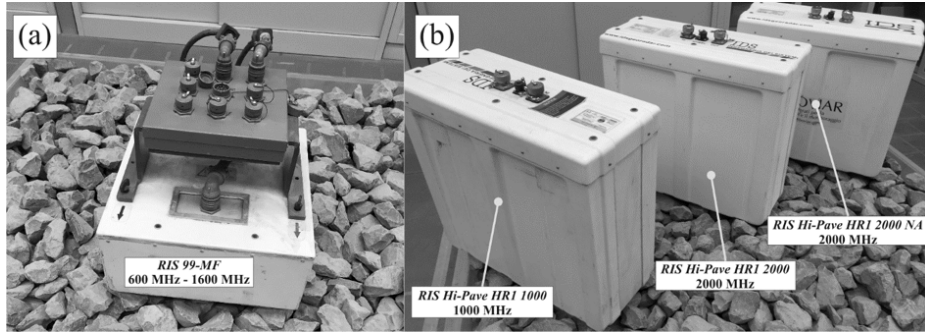 (a)
RIS 99-MF
600 MHz - 1600 MHz
(b)
IDS
IDS
IDS
RIS Hi-Pave HR1 1000
1000 MHz
RIS Hi-Pave HR1 2000
2000 MHz
RIS Hi-Pave HR1 2000 NA
2000 MHz